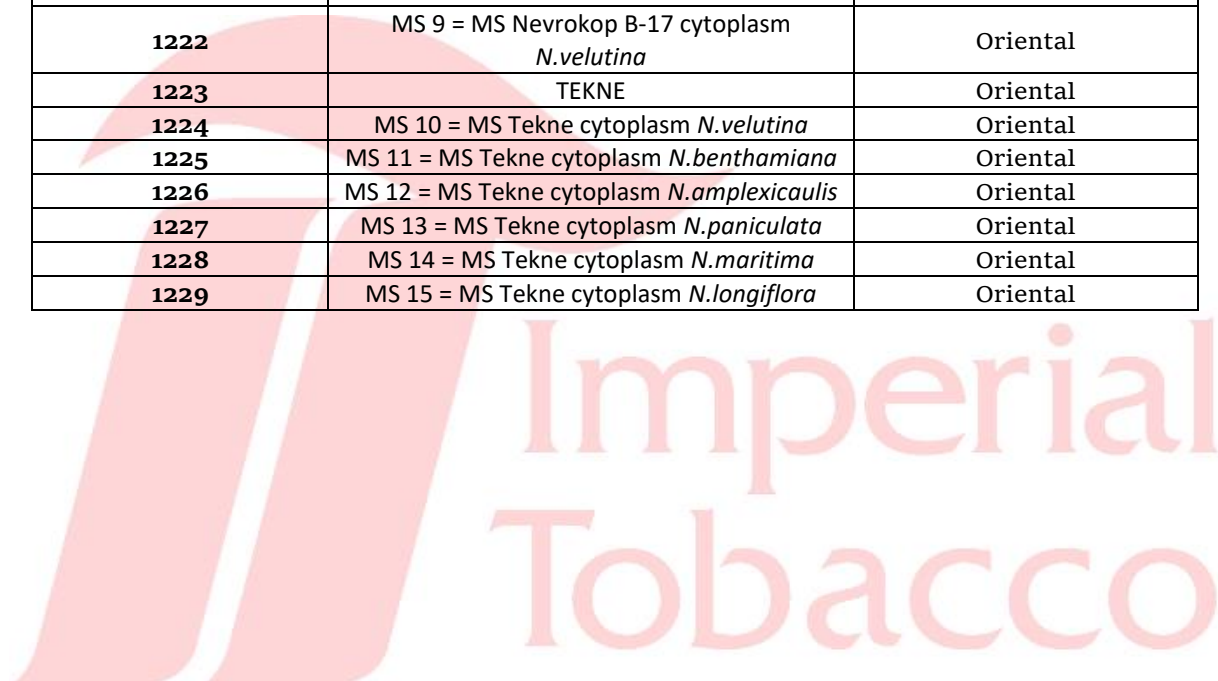 1222 MS 9 = MS Nevrokop B-17 cytoplasm N.velutina Oriental
1223 TEKNE Oriental
1224 MS 10 = MS Tekne cytoplasm N.velutina Oriental
1225 MS 11 = MS Tekne cytoplasm N.benthamiana Oriental
1226 MS 12 = MS Tekne cytoplasm N.amplexicaulis Oriental
1227 MS 13 = MS Tekne cytoplasm N.paniculata Oriental
1228 MS 14 = MS Tekne cytoplasm N.maritima Oriental
1229 MS 15 = MS Tekne cytoplasm N.longiflora Oriental
Imperial
Tobacco